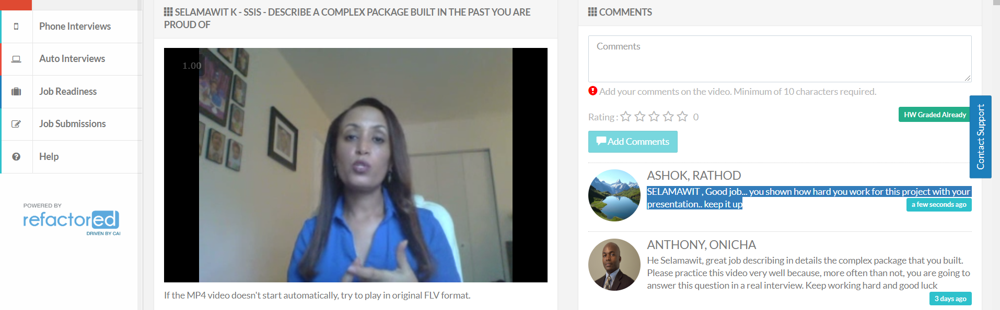 Phone Interviews
Auto Interviews
Job Readiness
Job Submissions
Help
POWERED BY
refactored
DRIVEN BY CAI
SELAMAWIT K - SSIS - DESCRIBE A COMPLEX PACKAGE BUILT IN THE PAST YOU ARE
PROUD OF
1.00
If the MP4 video doesn't start automatically, try to play in original FLV format.
COMMENTS
Comments
Add your comments on the video. Minimum of 10 characters required.
Rating : 0
HW Graded Already
Add Comments
Contact Support
ASHOK, RATHOD
SELAMAWIT , Good job... you shown how hard you work for this project with your
presentation.. keep it up
a few seconds ago
ANTHONY, ONICHA
He Selamawit, great job describing in details the complex package that you built.
Please practice this video very well because, more often than not, you are going to
answer this question in a real interview. Keep working hard and good luck
3 days ago